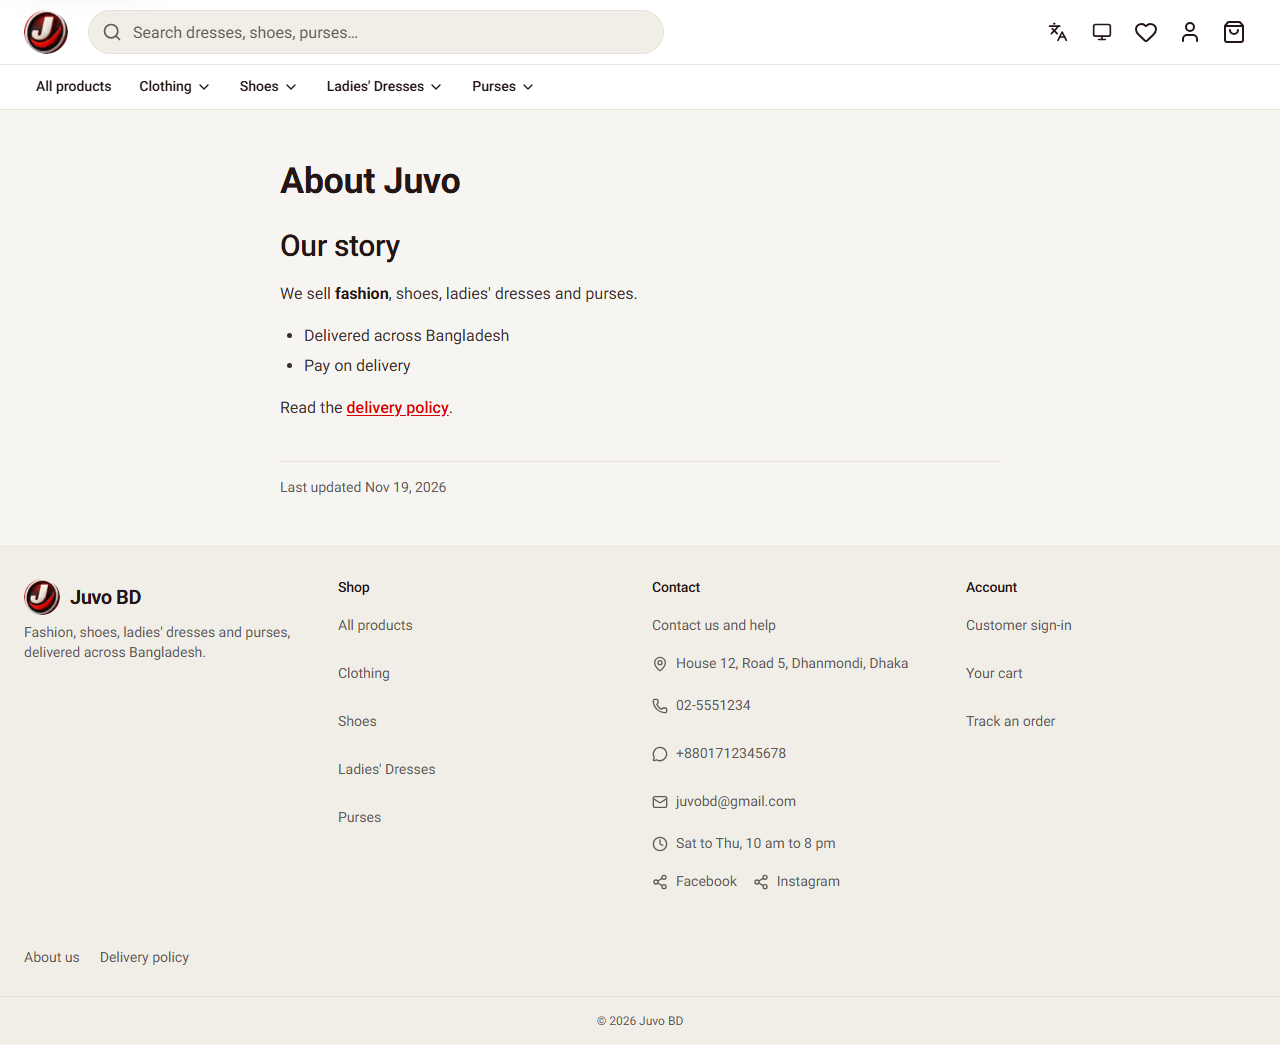 J
Search dresses, shoes, purses…
All products
Clothing
Shoes
Ladies' Dresses
Purses
About Juvo
Our story
We sell fashion, shoes, ladies' dresses and purses.
Delivered across Bangladesh
Pay on delivery
Read the delivery policy.
Last updated Nov 19, 2026
J
Juvo BD
Fashion, shoes, ladies' dresses and purses,
delivered across Bangladesh.
Shop
All products
Clothing
Shoes
Ladies' Dresses
Purses
Contact
Contact us and help
House 12, Road 5, Dhanmondi, Dhaka
02-5551234
+8801712345678
juvobd@gmail.com
Sat to Thu, 10 am to 8 pm
Facebook
Instagram
Account
Customer sign-in
Your cart
Track an order
About us
Delivery policy
© 2026 Juvo BD